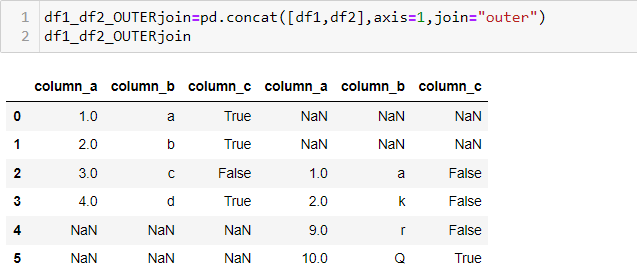 1 df1_df2_OUTERjoin=pd.concat([df1,df2],axis=1,join="outer")
2 df1_df2_OUTERjoin
column_a column_b column_c column_a column_b column_c
0 1.0 a True NaN NaN NaN
1 2.0 b True NaN NaN NaN
2 3.0 c False 1.0 a False
3 4.0 d True 2.0 k False
4 NaN NaN NaN 9.0 r False
5 NaN NaN NaN 10.0 Q True